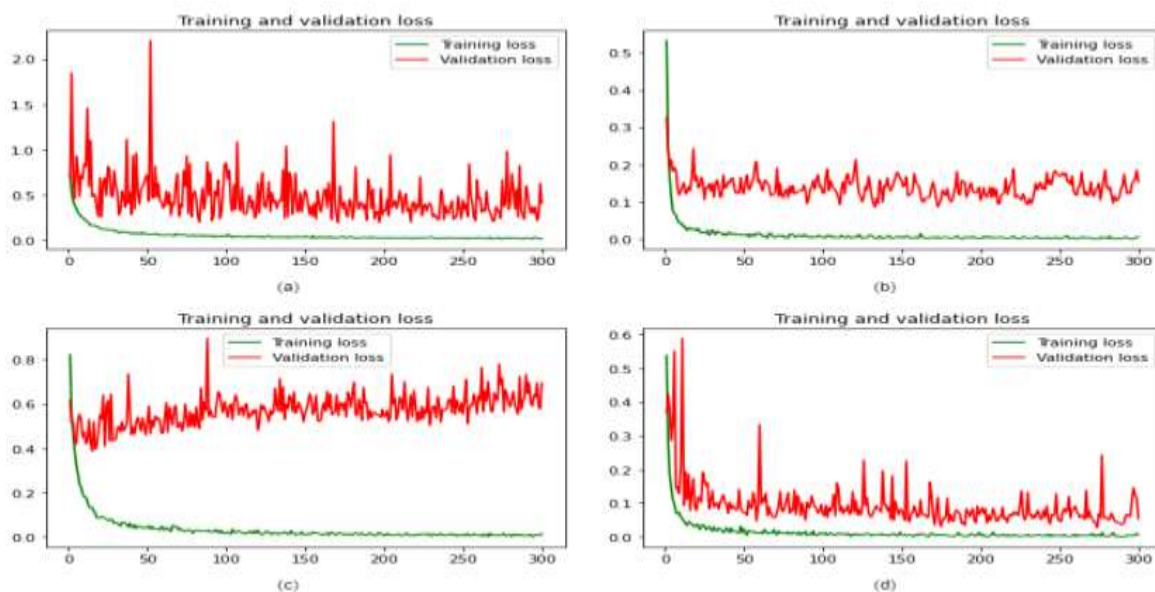 Training and validation loss
Training loss
Validation loss
2.0
1.5
1.0
0.5
0.0
0 50 100 150 200 250 300
(a)
Training and validation loss
Training loss
Validation loss
0.5
0.4
0.3
0.2
0.1
0.0
0 50 100 150 200 250 300
(b)
Training and validation loss
Training loss
Validation loss
0.8
0.6
0.4
0.2
0.0
0 50 100 150 200 250 300
(c)
Training and validation loss
Training loss
Validation loss
0.6
0.5
0.4
0.3
0.2
0.1
0.0
0 50 100 150 200 250 300
(d)